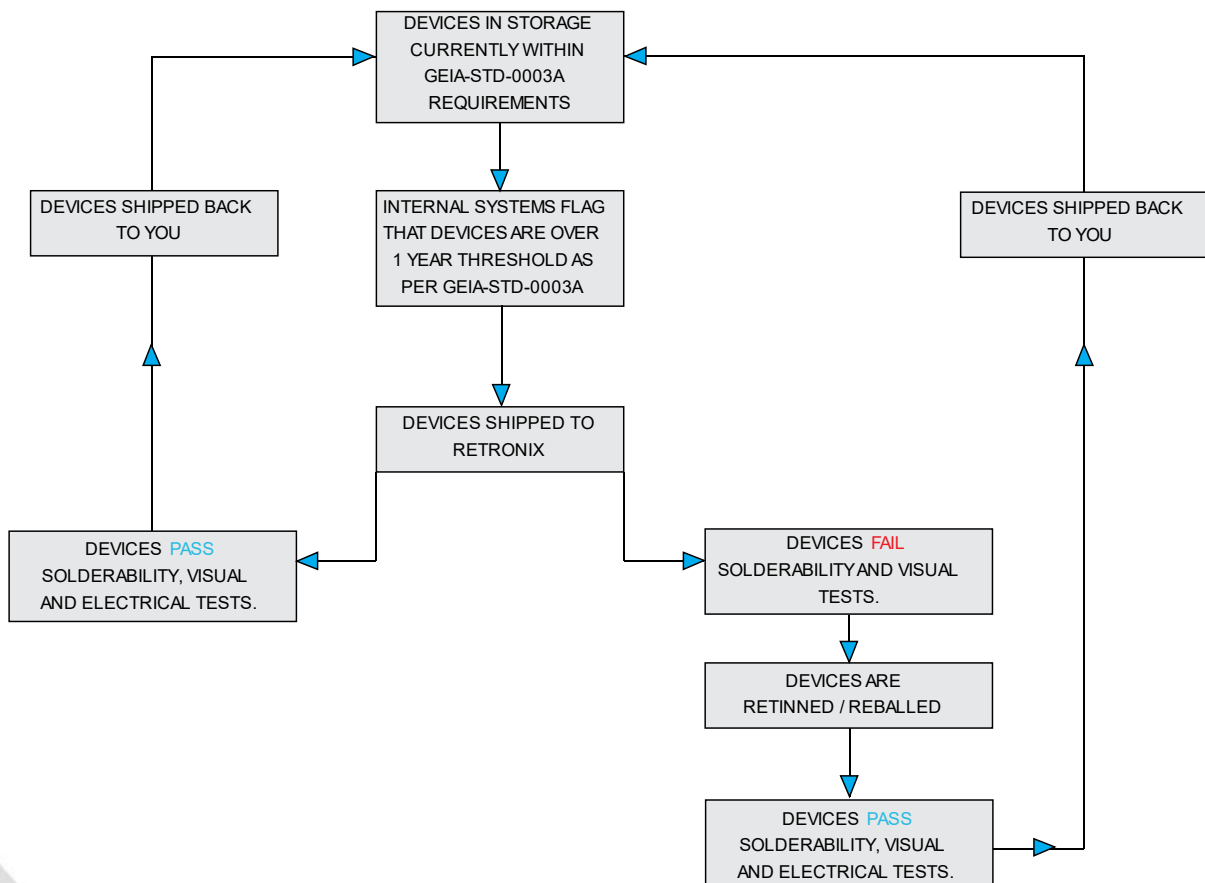 DEVICES IN STORAGE
CURRENTLY WITHIN
GEIA-STD-0003A
REQUIREMENTS
DEVICES SHIPPED BACK
TO YOU
INTERNAL SYSTEMS FLAG
THAT DEVICES ARE OVER
1 YEAR THRESHOLD AS
PER GEIA-STD-0003A
DEVICES SHIPPED BACK
TO YOU
DEVICES SHIPPED TO
RETRONIX
DEVICES PASS
SOLDERABILITY, VISUAL
AND ELECTRICAL TESTS.
DEVICES FAIL
SOLDERABILITY AND VISUAL
TESTS.
DEVICES ARE
RETINNED / REBALLED
DEVICES PASS
SOLDERABILITY, VISUAL
AND ELECTRICAL TESTS.